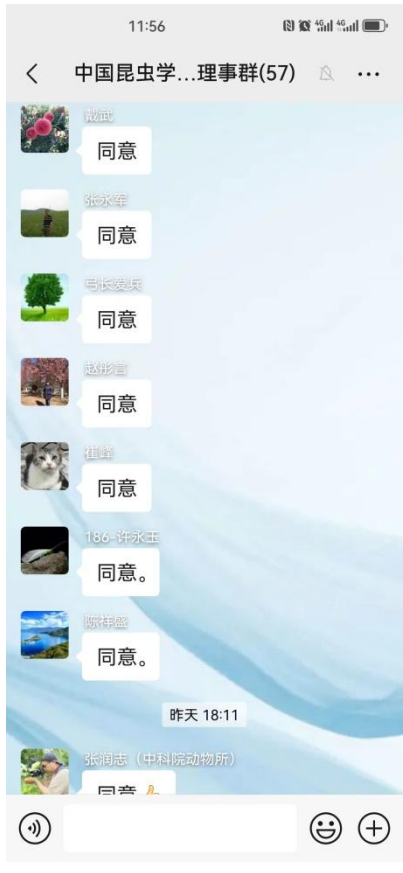 11:56
中国昆虫学...理事群(57)
戴武
同意
张永军
同意
弓长爱兵
同意
赵彤言
同意
崔峰
同意
186-许永玉
同意。
陈祥盛
同意。
昨天 18:11
张润志（中科院动物所）
同意👍